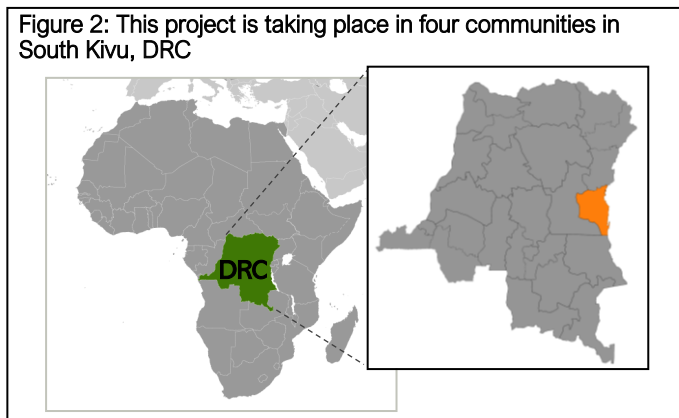 Figure 2: This project is taking place in four communities in
South Kivu, DRC
DRC